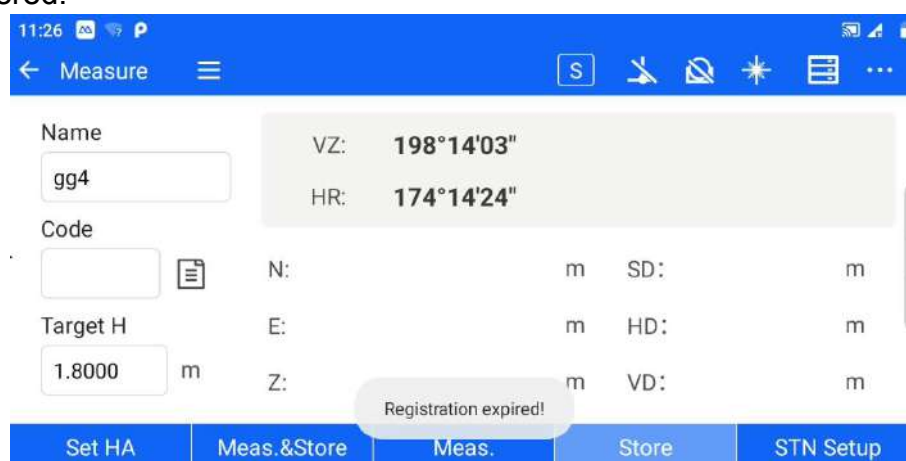 ered.
11:26 P
Measure S
Name
gg4
VZ: 198°14'03"
HR: 174°14'24"
Code
N: m SD: m
Target H
E: m HD: m
1.8000 m
Z: m VD: m
Registration expired!
Set HA Meas.&Store Meas. Store STN Setup